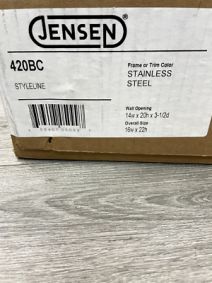 JENSEN
420BC
STYLELINE
Frame or Trim Color
STAINLESS
STEEL
Wall Opening
14w x 20h x 3-1/2d
Overall Size
16w x 22h